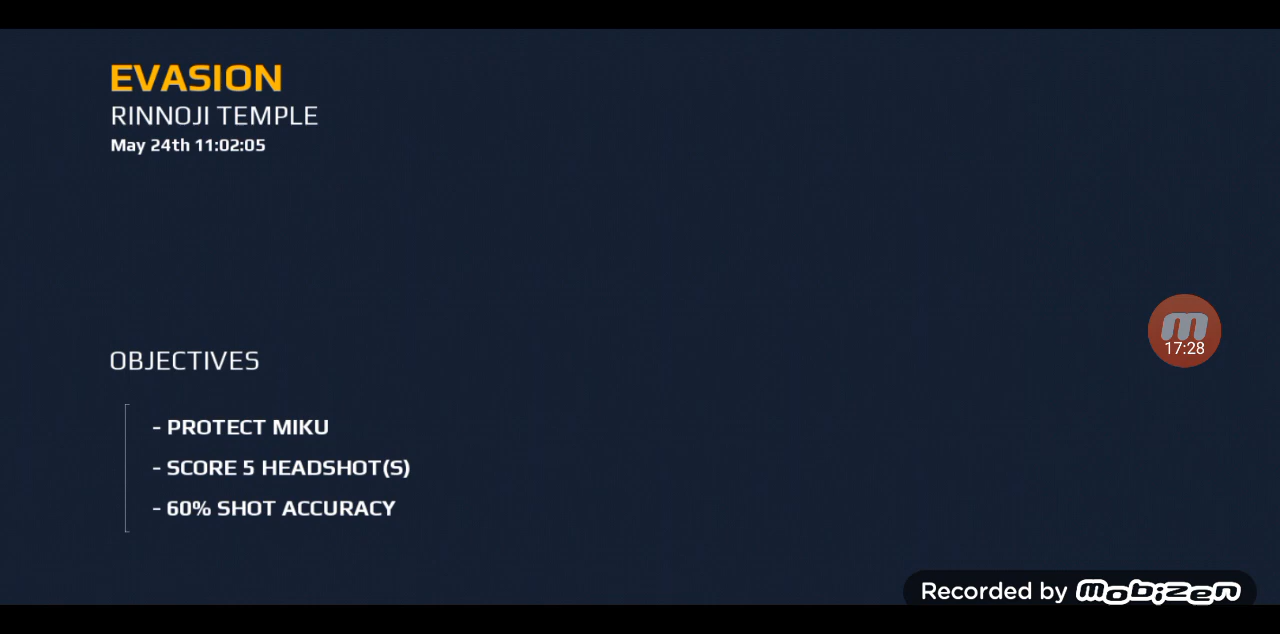 EVASION
RINNOJI TEMPLE
May 24th 11:02:05
OBJECTIVES
- PROTECT MIKU
- SCORE 5 HEADSHOT(S)
- 60% SHOT ACCURACY
m
17:28
Recorded by mobizen